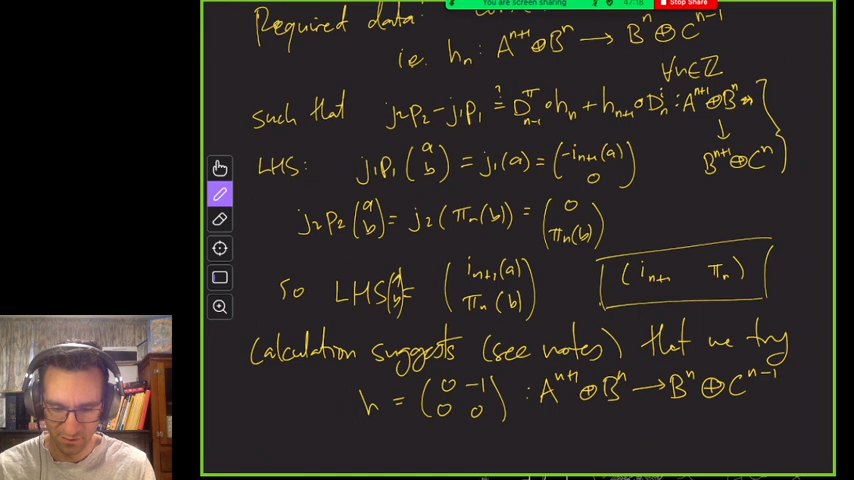 You are screen sharing 47:18 Stop Share
Required data:
i.e. hₙ : Aⁿ⁺¹ ⊕ Bⁿ → Bⁿ ⊕ Cⁿ⁻¹
∀n∈ℤ
such that j₂p₂ - j₁p₁ ≟ D^π_{n-1} ∘ hₙ + hₙ₊₁ ∘ D^i_n : Aⁿ⁺¹ ⊕ Bⁿ
↓
Bⁿ⁺¹ ⊕ Cⁿ
LHS: j₁p₁ (a b) = j₁(a) = (-iₙ₊₁(a) 0)
j₂p₂ (a b) = j₂(πₙ(b)) = (0 πₙ(b))
So LHS(a b) = (iₙ₊₁(a) πₙ(b)) (iₙ₊₁ πₙ)
Calculation suggests (see notes) that we try
h = (0 -1 0 0) : Aⁿ⁺¹ ⊕ Bⁿ → Bⁿ ⊕ Cⁿ⁻¹